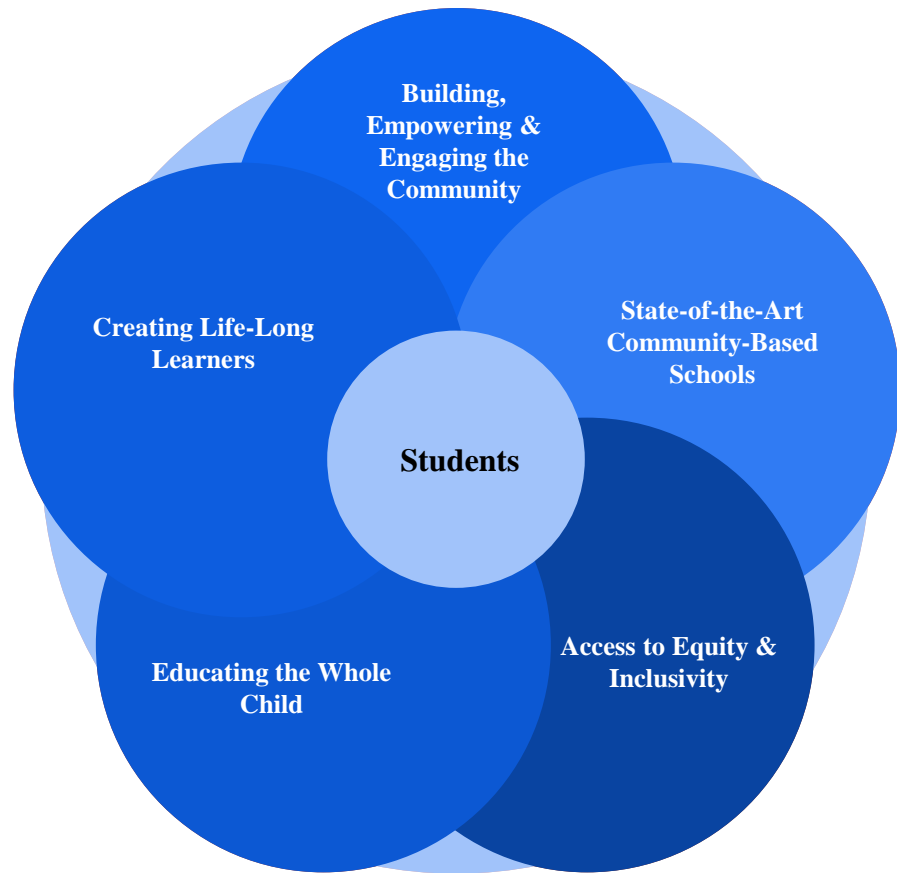 Building,
Empowering &
Engaging the
Community
State-of-the-Art
Community-Based
Schools
Creating Life-Long
Learners
Students
Access to Equity &
Inclusivity
Educating the Whole
Child